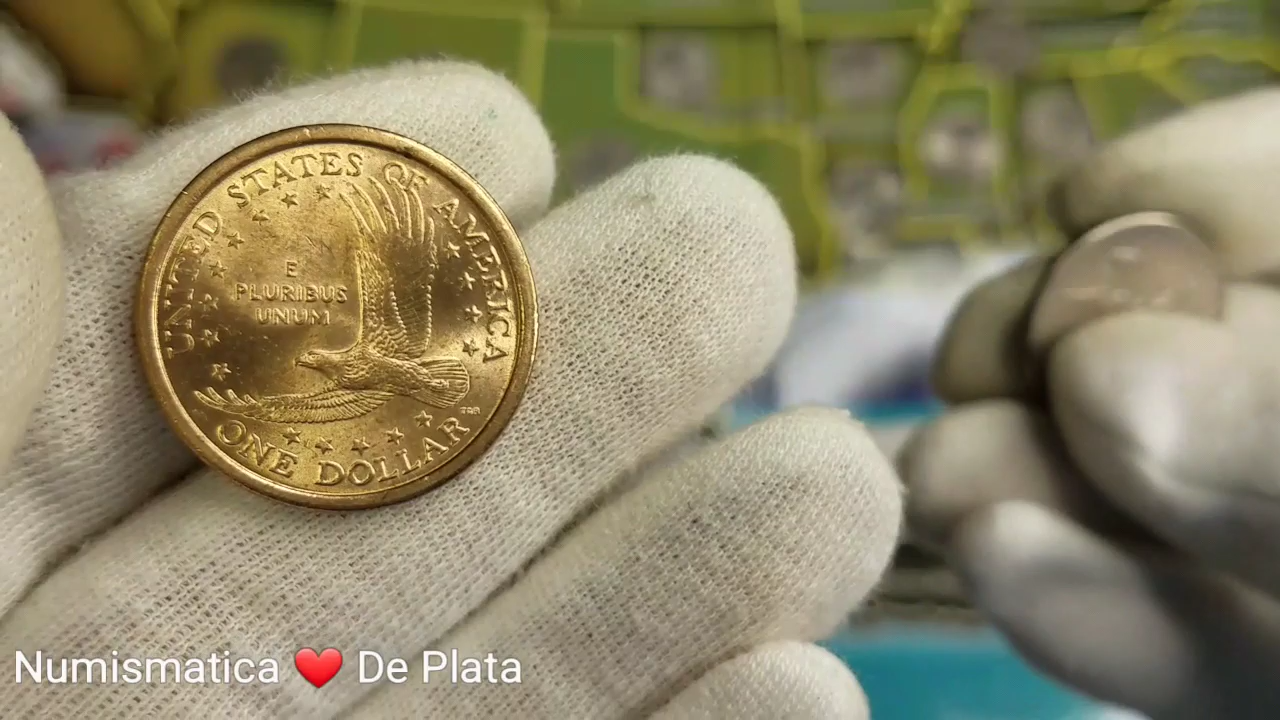 UNITED STATES OF AMERICA
E
PLURIBUS
UNUM
ONE DOLLAR
Numismatica ❤️ De Plata